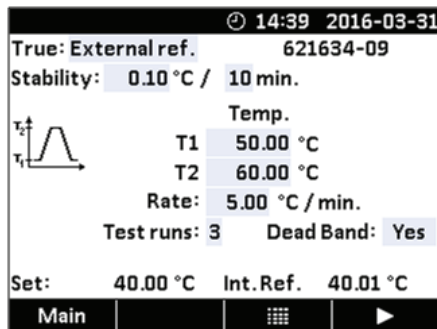 14:39 2016-03-31
True: External ref. 621634-09
Stability: 0.10 °C / 10 min.
Temp.
T2
T1
T1 50.00 °C
T2 60.00 °C
Rate: 5.00 °C / min.
Test runs: 3 Dead Band: Yes
Set: 40.00 °C Int. Ref. 40.01 °C
Main